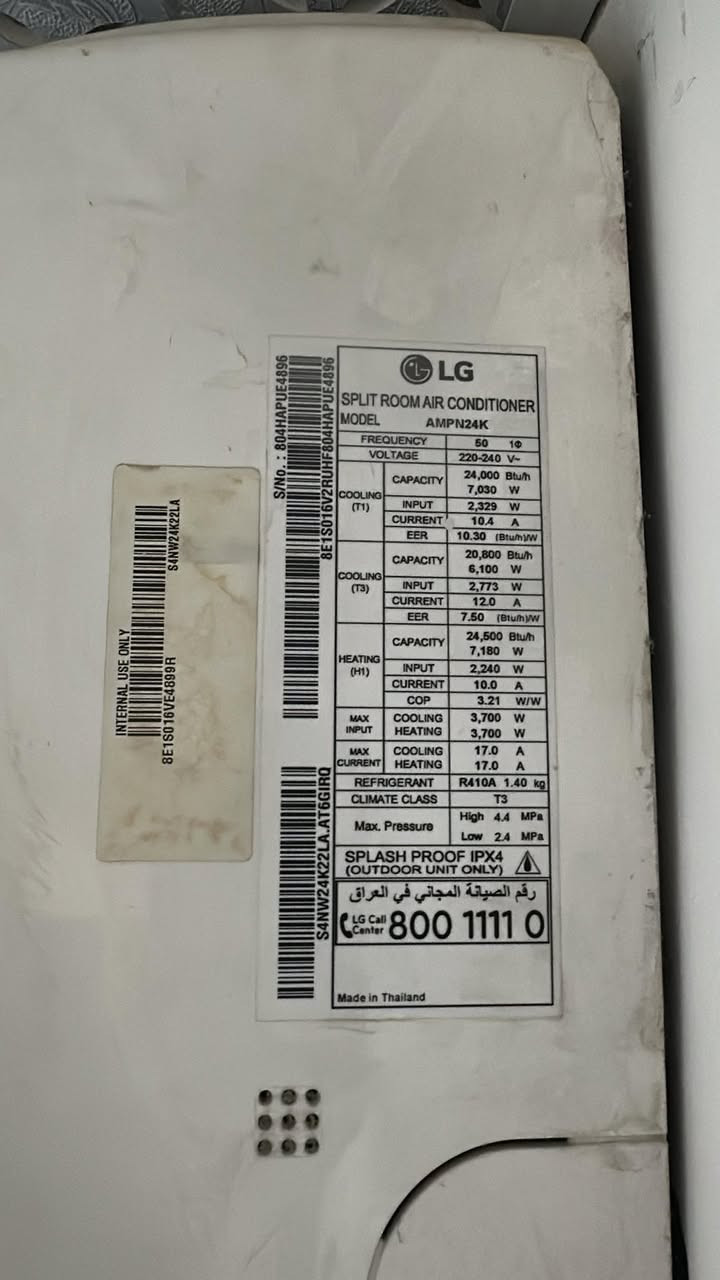 LG
SPLIT ROOM AIR CONDITIONER
MODEL AMPN24K
FREQUENCY 50 1Φ
VOLTAGE 220-240 V~
COOLING (T1)
CAPACITY 24,000 Btu/h
7,030 W
INPUT 2,329 W
CURRENT 10.4 A
EER 10.30 (Btu/h)/W
COOLING (T3)
CAPACITY 20,800 Btu/h
6,100 W
INPUT 2,773 W
CURRENT 12.0 A
EER 7.50 (Btu/h)/W
HEATING (H1)
CAPACITY 24,500 Btu/h
7,180 W
INPUT 2,240 W
CURRENT 10.0 A
COP 3.21 W/W
MAX INPUT
COOLING 3,700 W
HEATING 3,700 W
MAX CURRENT
COOLING 17.0 A
HEATING 17.0 A
REFRIGERANT R410A 1.40 kg
CLIMATE CLASS T3
Max. Pressure High 4.4 MPa
Low 2.4 MPa
SPLASH PROOF IPX4
(OUTDOOR UNIT ONLY)
رقم الصيانة المجاني في العراق
LG Call Center 800 1111 0
Made in Thailand
S/No. : 804HAPUE4896
8E1S016V2RUHF804HAPUE4896
S4NW24K22LA.AT6GIRQ
INTERNAL USE ONLY
S4NW24K22LA
8E1S016VE4899R